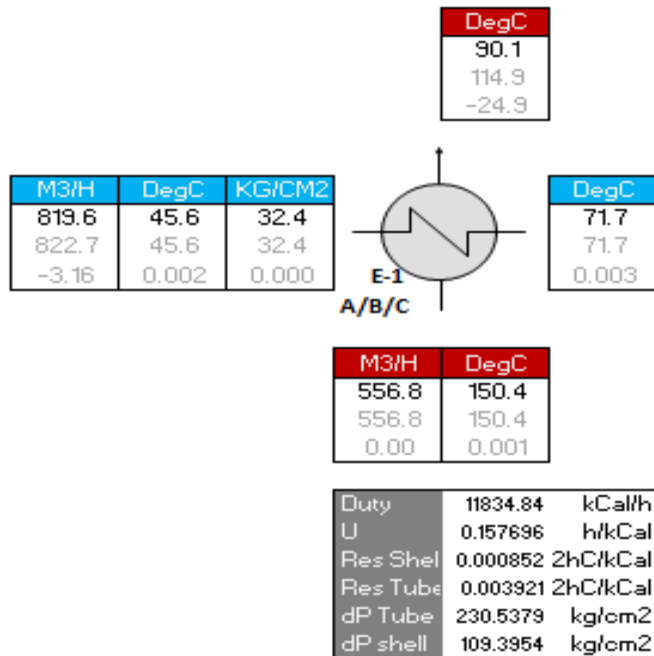 DegC
90.1
114.9
-24.9
M3/H DegC KG/CM2
819.6 45.6 32.4
822.7 45.6 32.4
-3.16 0.002 0.000
DegC
71.7
71.7
0.003
E-1
A/B/C
M3/H DegC
556.8 150.4
556.8 150.4
0.00 0.001
Duty 11834.84 kCal/h
U 0.157696 h/kCal
Res Shel 0.000852 2hC/kCal
Res Tube 0.003921 2hC/kCal
dP Tube 230.5379 kg/cm2
dP shell 109.3954 kg/cm2